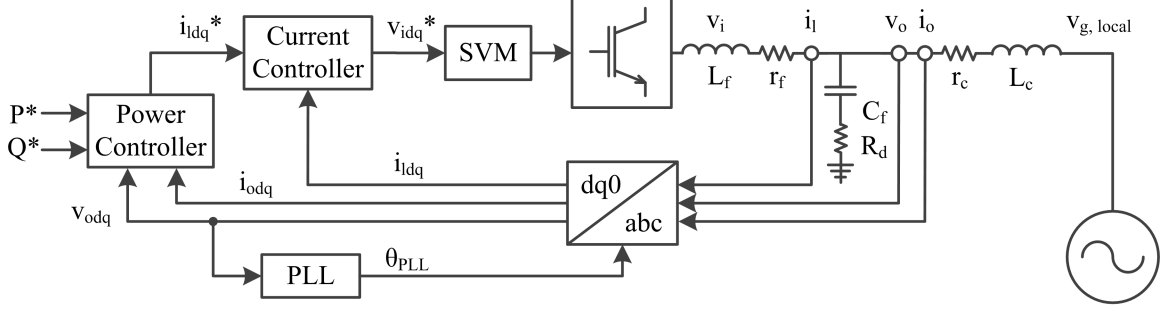 i_ldq*
v_idq*
Current
Controller
SVM
v_i
i_l
v_o
i_o
v_g, local
L_f
r_f
r_c
L_c
C_f
R_d
P*
Q*
Power
Controller
i_ldq
i_odq
v_odq
dq0
abc
PLL
θ_PLL